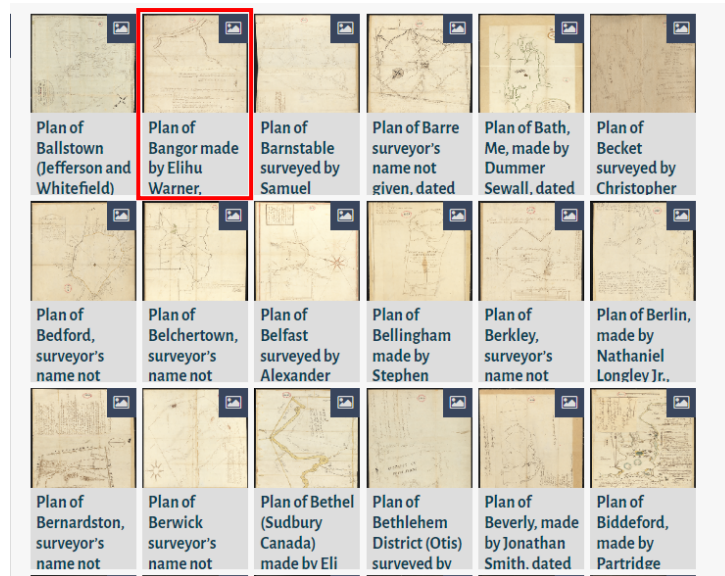 Plan of
Ballstown
(Jefferson and
Whitefield)
Plan of
Bangor made
by Elihu
Warner,
Plan of
Barnstable
surveyed by
Samuel
Plan of Barre
surveyor's
name not
given, dated
Plan of Bath,
Me, made by
Dummer
Sewall, dated
Plan of
Becket
surveyed by
Christopher
Plan of
Bedford,
surveyor's
name not
Plan of
Belchertown,
surveyor's
name not
Plan of
Belfast
surveyed by
Alexander
Plan of
Bellingham
made by
Stephen
Plan of
Berkley,
surveyor's
name not
Plan of Berlin,
made by
Nathaniel
Longley Jr.,
Plan of
Bernardston,
surveyor's
name not
Plan of
Berwick
surveyor's
name not
Plan of Bethel
(Sudbury
Canada)
made by Eli
Plan of
Bethlehem
District (Otis)
surveyed by
Plan of
Beverly, made
by Jonathan
Smith, dated
Plan of
Biddeford,
made by
Partridge